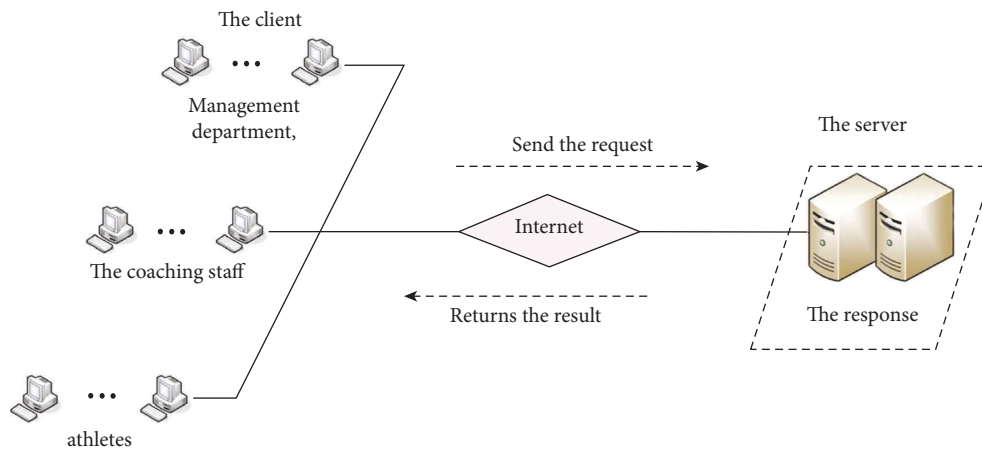 The client
Management
department,
Send the request
The server
Internet
The coaching staff
Returns the result
The response
athletes